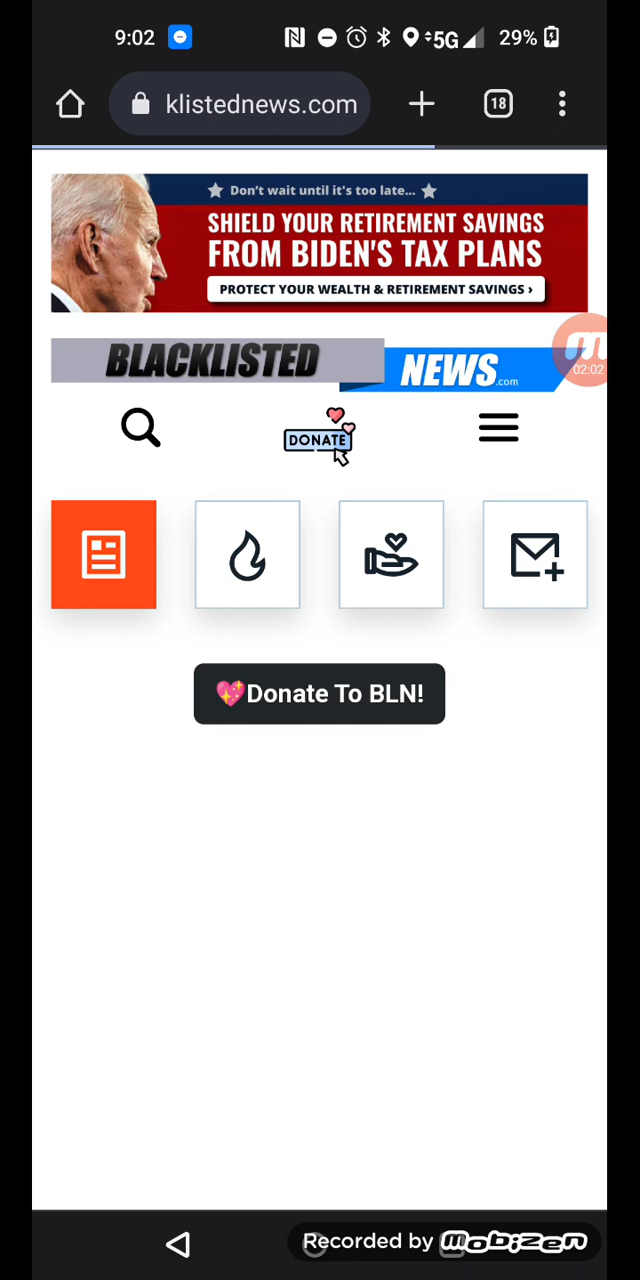 9:02
5G
29%
klistednews.com
18
Don't wait until it's too late...
SHIELD YOUR RETIREMENT SAVINGS
FROM BIDEN'S TAX PLANS
PROTECT YOUR WEALTH & RETIREMENT SAVINGS ›
BLACKLISTED
NEWS.com
02:02
DONATE
💖Donate To BLN!
Recorded by mobizen